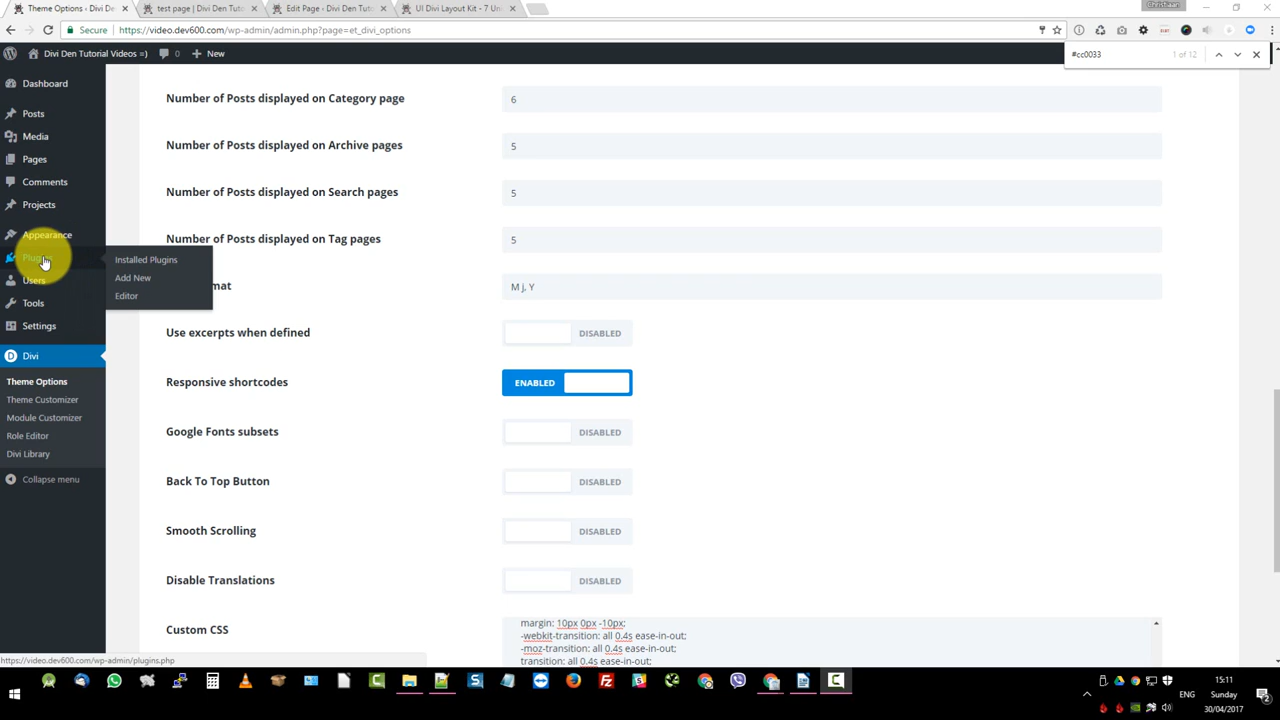 Christiaan
Theme Options - Divi De
test page | Divi Den Tuto
Edit Page ‹ Divi Den Tuto
UI Divi Layout Kit - 7 Un
Secure
https://video.dev600.com/wp-admin/admin.php?page=et_divi_options
Divi Den Tutorial Videos =)
0
New
#cc0033
1 of 12
Dashboard
Posts
Media
Pages
Comments
Projects
Appearance
Plugins
Users
Tools
Settings
Divi
Theme Options
Theme Customizer
Module Customizer
Role Editor
Divi Library
Collapse menu
Installed Plugins
Add New
Editor
Number of Posts displayed on Category page
6
Number of Posts displayed on Archive pages
5
Number of Posts displayed on Search pages
5
Number of Posts displayed on Tag pages
5
mat
M j, Y
Use excerpts when defined
DISABLED
Responsive shortcodes
ENABLED
Google Fonts subsets
DISABLED
Back To Top Button
DISABLED
Smooth Scrolling
DISABLED
Disable Translations
DISABLED
Custom CSS
margin: 10px 0px -10px;
-webkit-transition: all 0.4s ease-in-out;
-moz-transition: all 0.4s ease-in-out;
transition: all 0.4s ease-in-out;
https://video.dev600.com/wp-admin/plugins.php
ENG
15:11
Sunday
30/04/2017
2